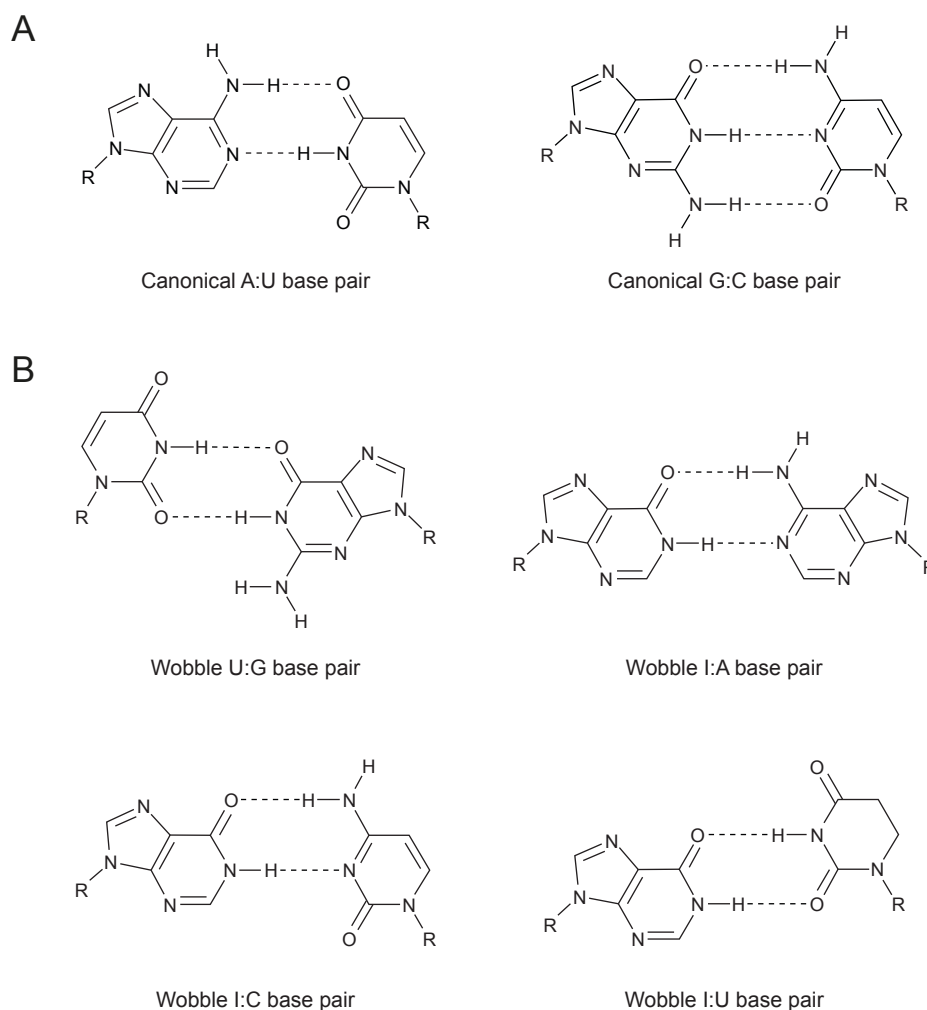 A
H
N H O
N
N N H N
R N O N
R
Canonical A:U base pair
H
O H N
N
N N H N
R N
N H O N
H R
Canonical G:C base pair
B
O
N H O N
N
R O H N N
R
N
H N
H
Wobble U:G base pair
H
O H N
N N
N N H N N
R N N R
Wobble I:A base pair
H
O H N
N
N N H N
R N
O N
R
Wobble I:C base pair
O
N O H N
N N H O N
R N R
Wobble I:U base pair